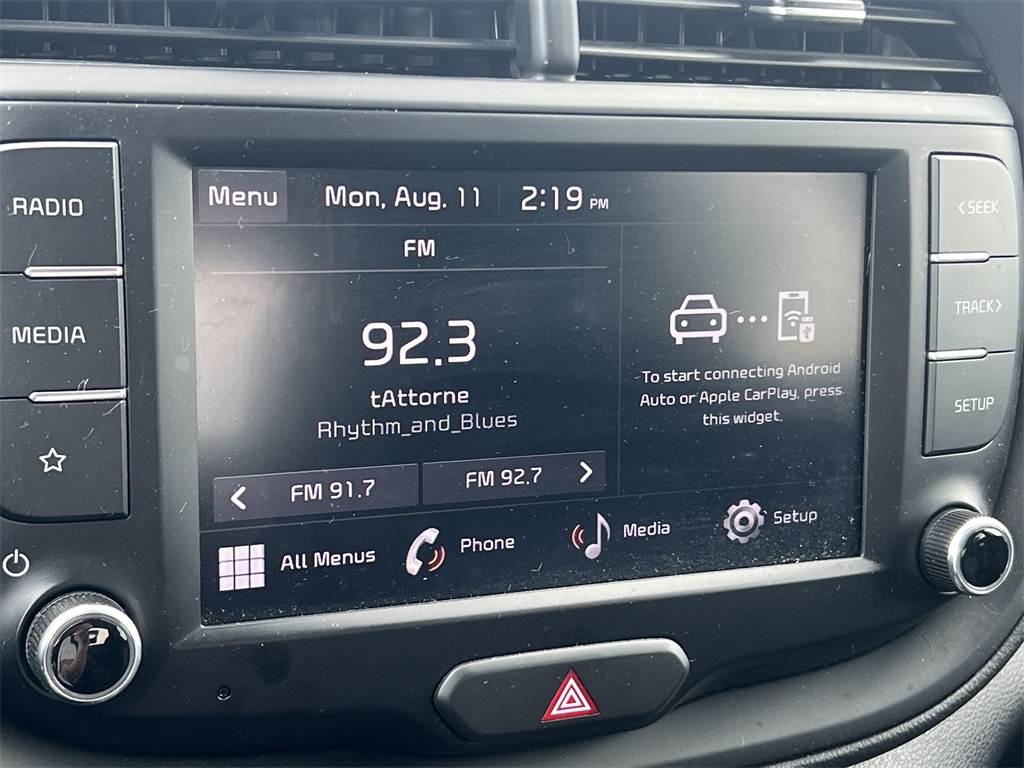 RADIO
MEDIA
Menu Mon, Aug. 11 2:19 PM
FM
92.3
tAttorne
Rhythm_and_Blues
< FM 91.7
FM 92.7 >
To start connecting Android
Auto or Apple CarPlay, press
this widget.
All Menus
Phone
Media
Setup
< SEEK
TRACK >
SETUP